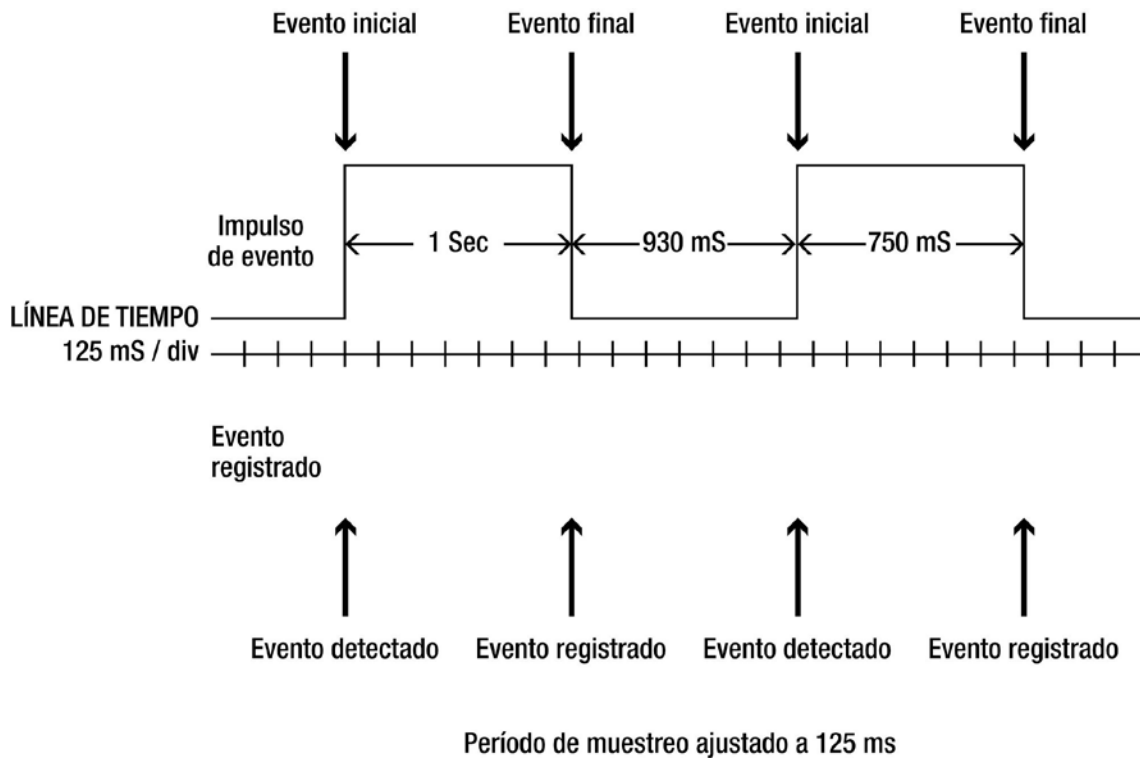 Evento inicial
Evento final
Evento inicial
Evento final
Impulso
de evento
1 Sec
930 mS
750 mS
LÍNEA DE TIEMPO
125 mS / div
Evento
registrado
Evento detectado
Evento registrado
Evento detectado
Evento registrado
Período de muestreo ajustado a 125 ms